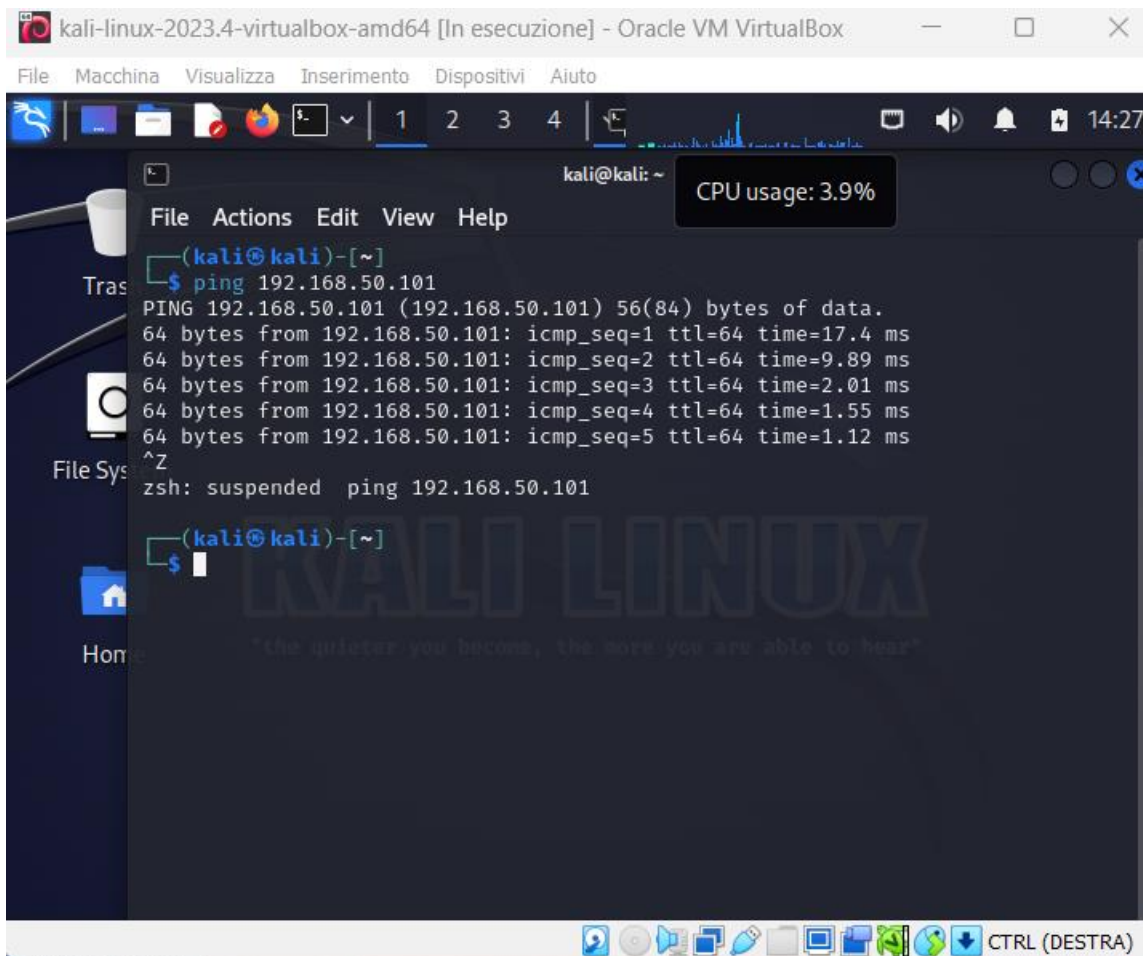 kali-linux-2023.4-virtualbox-amd64 [In esecuzione] - Oracle VM VirtualBox
File Macchina Visualizza Inserimento Dispositivi Aiuto
1 2 3 4 14:27
kali@kali: ~
CPU usage: 3.9%
File Actions Edit View Help
(kali㉿kali)-[~]
$ ping 192.168.50.101
PING 192.168.50.101 (192.168.50.101) 56(84) bytes of data.
64 bytes from 192.168.50.101: icmp_seq=1 ttl=64 time=17.4 ms
64 bytes from 192.168.50.101: icmp_seq=2 ttl=64 time=9.89 ms
64 bytes from 192.168.50.101: icmp_seq=3 ttl=64 time=2.01 ms
64 bytes from 192.168.50.101: icmp_seq=4 ttl=64 time=1.55 ms
64 bytes from 192.168.50.101: icmp_seq=5 ttl=64 time=1.12 ms
^Z
zsh: suspended  ping 192.168.50.101
(kali㉿kali)-[~]
$
Tras
File Sys
Home
KALI LINUX
"the quieter you become, the more you are able to hear"
CTRL (DESTRA)